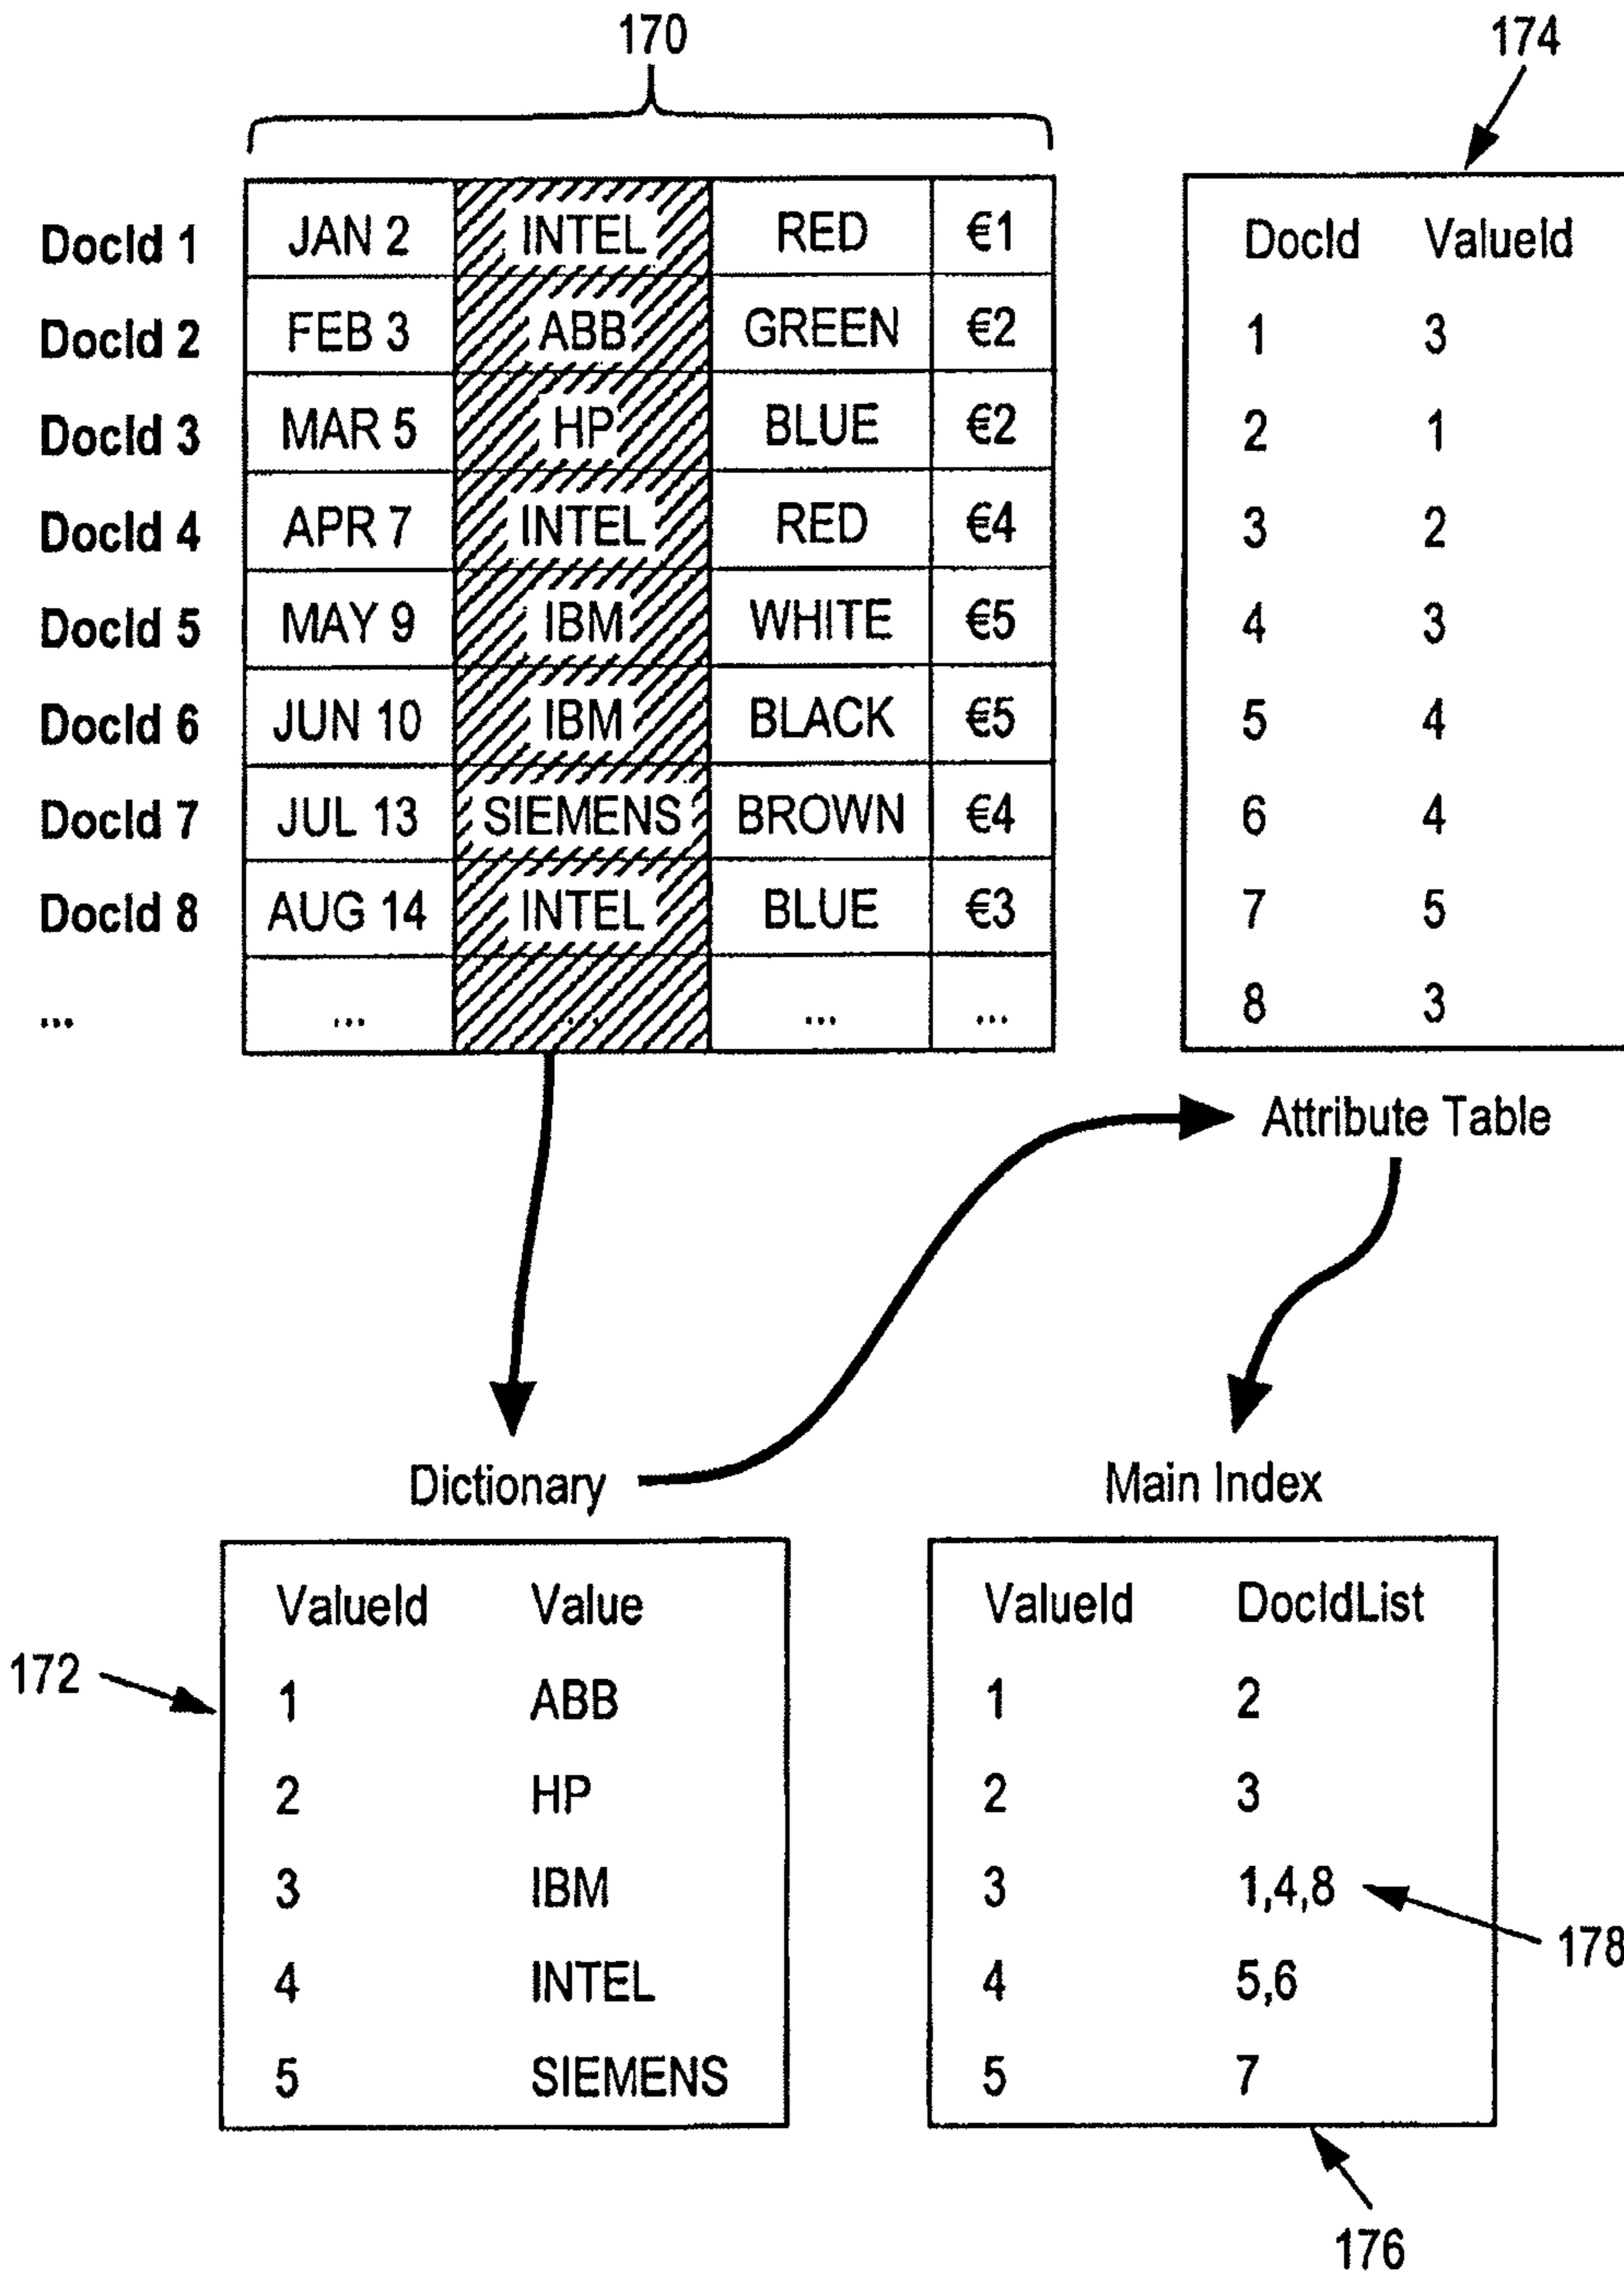 170
174
DocId 1 JAN 2 INTEL RED €1
DocId 2 FEB 3 ABB GREEN €2
DocId 3 MAR 5 HP BLUE €2
DocId 4 APR 7 INTEL RED €4
DocId 5 MAY 9 IBM WHITE €5
DocId 6 JUN 10 IBM BLACK €5
DocId 7 JUL 13 SIEMENS BROWN €4
DocId 8 AUG 14 INTEL BLUE €3
... ... ... ... ...
DocId ValueId
1 3
2 1
3 2
4 3
5 4
6 4
7 5
8 3
Attribute Table
Dictionary
172
ValueId Value
1 ABB
2 HP
3 IBM
4 INTEL
5 SIEMENS
Main Index
ValueId DocIdList
1 2
2 3
3 1,4,8
178
4 5,6
5 7
176